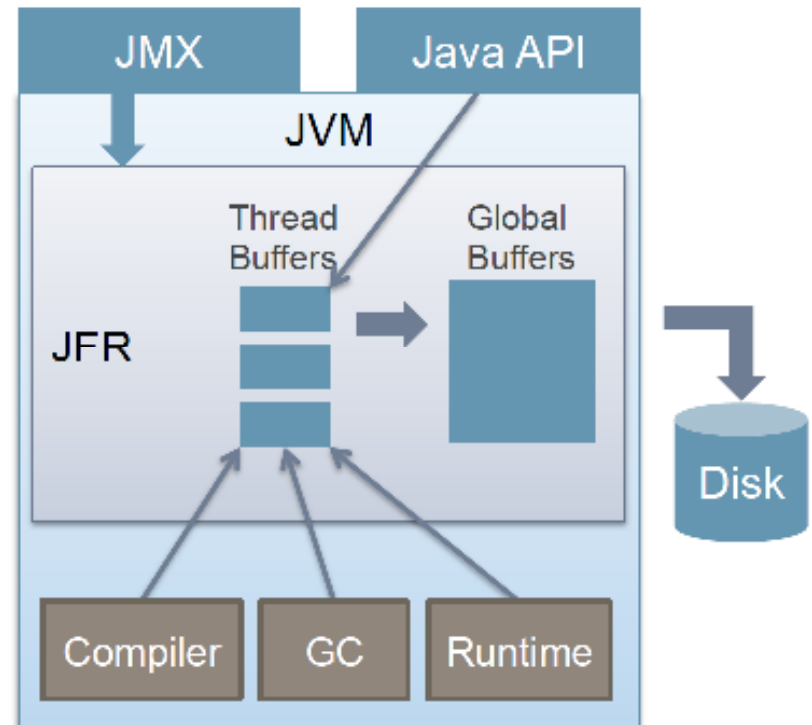 JMX
Java API
JVM
Thread
Buffers
Global
Buffers
JFR
Disk
Compiler
GC
Runtime